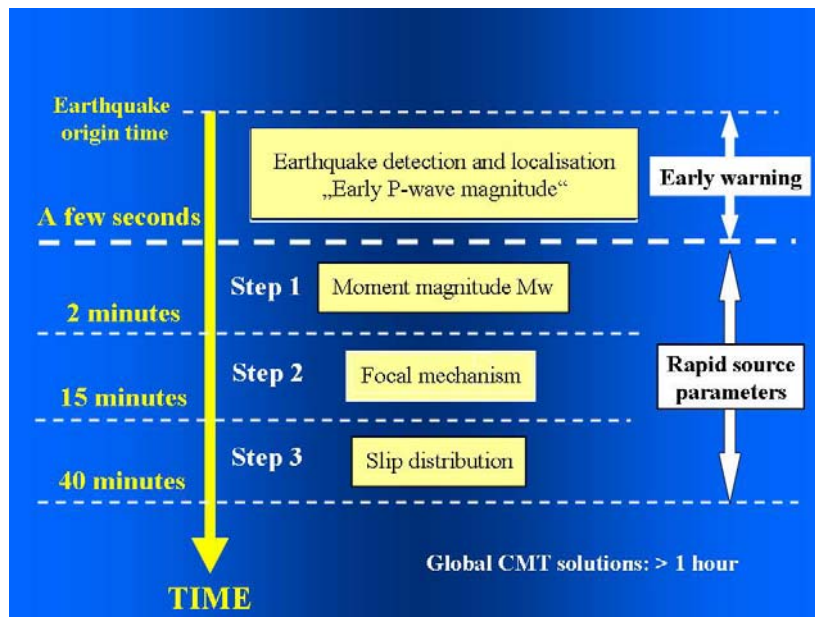 Earthquake
origin time
Earthquake detection and localisation
„Early P-wave magnitude“
Early warning
A few seconds
Step 1
Moment magnitude Mw
2 minutes
Step 2
Focal mechanism
Rapid source
parameters
15 minutes
Step 3
Slip distribution
40 minutes
Global CMT solutions: > 1 hour
TIME